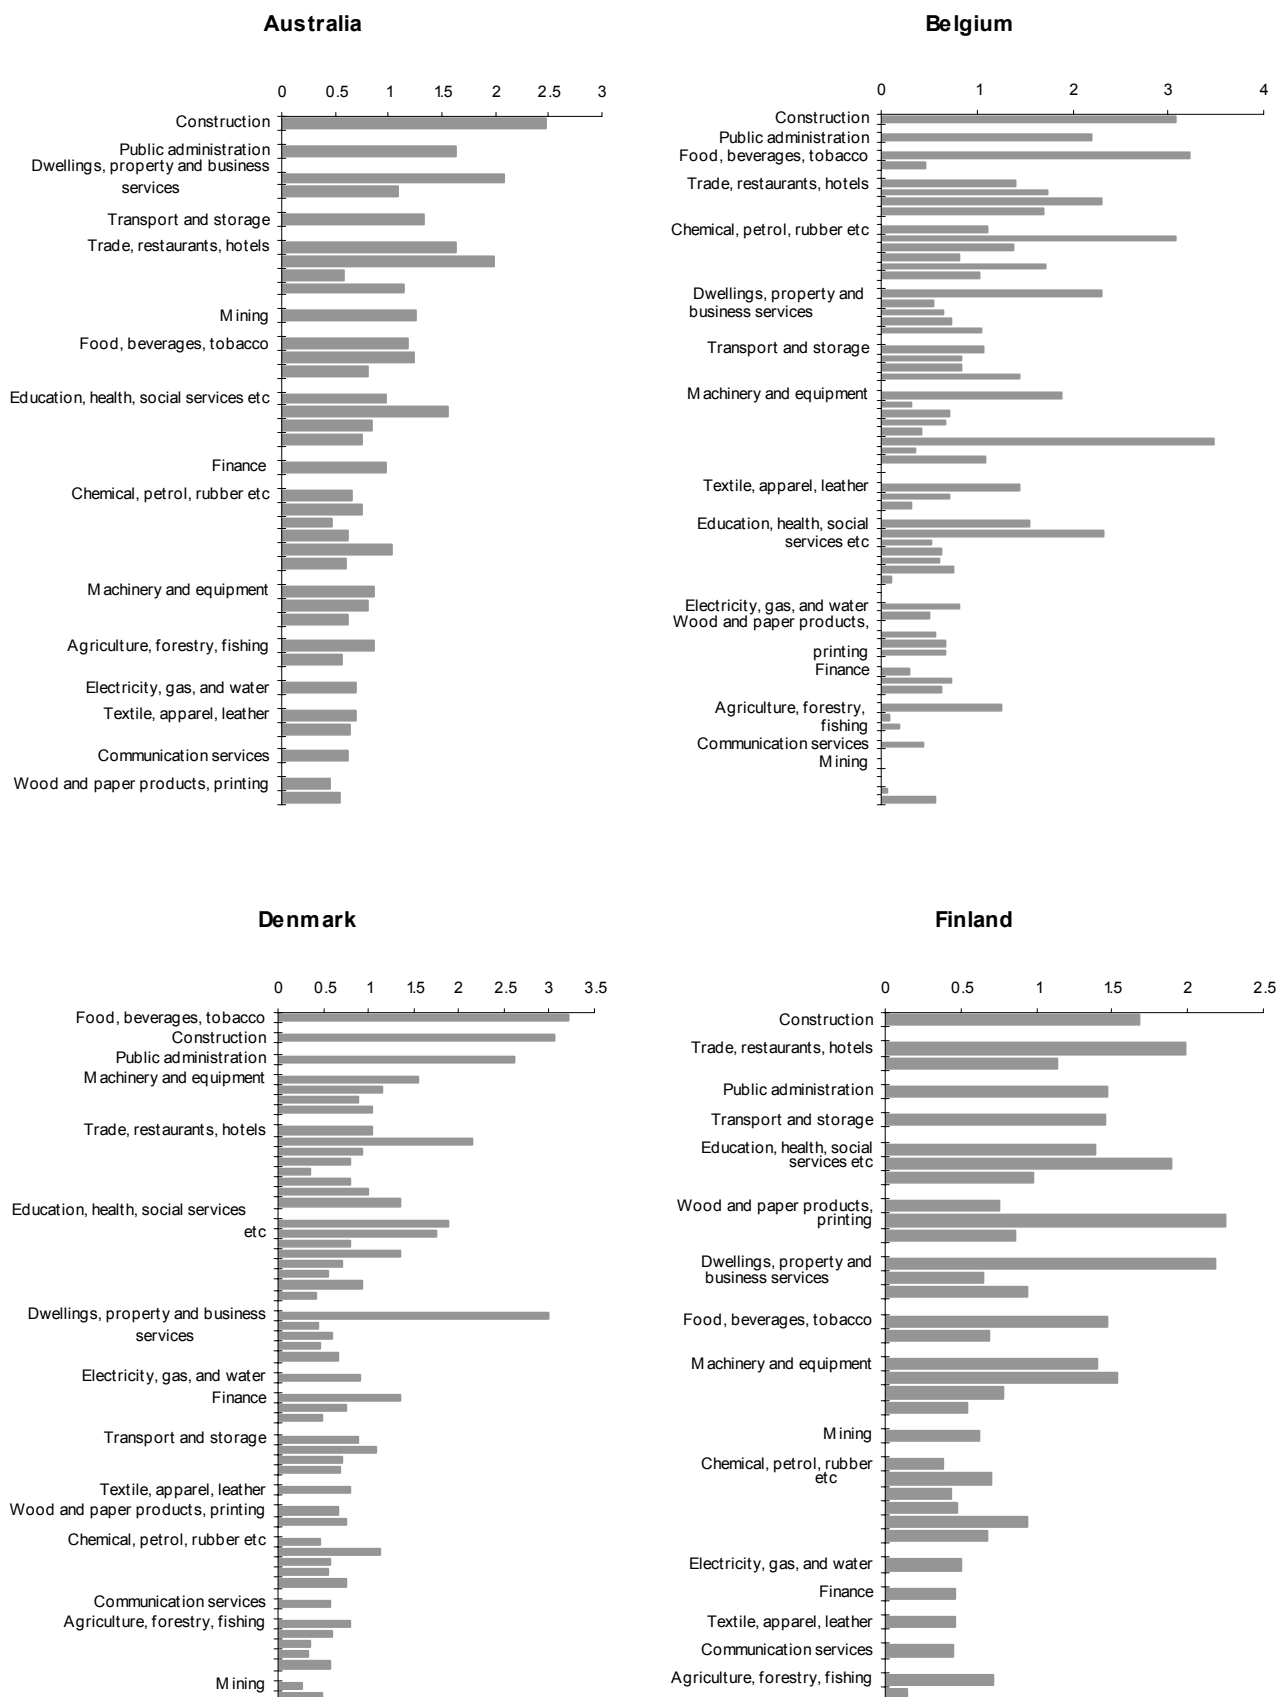 Australia
0 0.5 1 1.5 2 2.5 3
Construction
Public administration
Dwellings, property and business
services
Transport and storage
Trade, restaurants, hotels
Mining
Food, beverages, tobacco
Education, health, social services etc
Finance
Chemical, petrol, rubber etc
Machinery and equipment
Agriculture, forestry, fishing
Electricity, gas, and water
Textile, apparel, leather
Communication services
Wood and paper products, printing
Belgium
0 1 2 3 4
Construction
Public administration
Food, beverages, tobacco
Trade, restaurants, hotels
Chemical, petrol, rubber etc
Dwellings, property and
business services
Transport and storage
Machinery and equipment
Textile, apparel, leather
Education, health, social
services etc
Electricity, gas, and water
Wood and paper products,
printing
Finance
Agriculture, forestry,
fishing
Communication services
Mining
Denmark
0 0.5 1 1.5 2 2.5 3 3.5
Food, beverages, tobacco
Construction
Public administration
Machinery and equipment
Trade, restaurants, hotels
Education, health, social services
etc
Dwellings, property and business
services
Electricity, gas, and water
Finance
Transport and storage
Textile, apparel, leather
Wood and paper products, printing
Chemical, petrol, rubber etc
Communication services
Agriculture, forestry, fishing
Mining
Finland
0 0.5 1 1.5 2 2.5
Construction
Trade, restaurants, hotels
Public administration
Transport and storage
Education, health, social
services etc
Wood and paper products,
printing
Dwellings, property and
business services
Food, beverages, tobacco
Machinery and equipment
Mining
Chemical, petrol, rubber
etc
Electricity, gas, and water
Finance
Textile, apparel, leather
Communication services
Agriculture, forestry, fishing